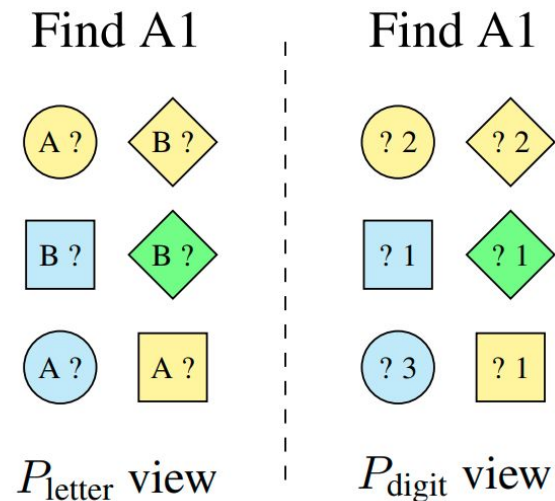 Find A1
A ? B ?
B ? B ?
A ? A ?
P_letter view
Find A1
? 2 ? 2
? 1 ? 1
? 3 ? 1
P_digit view